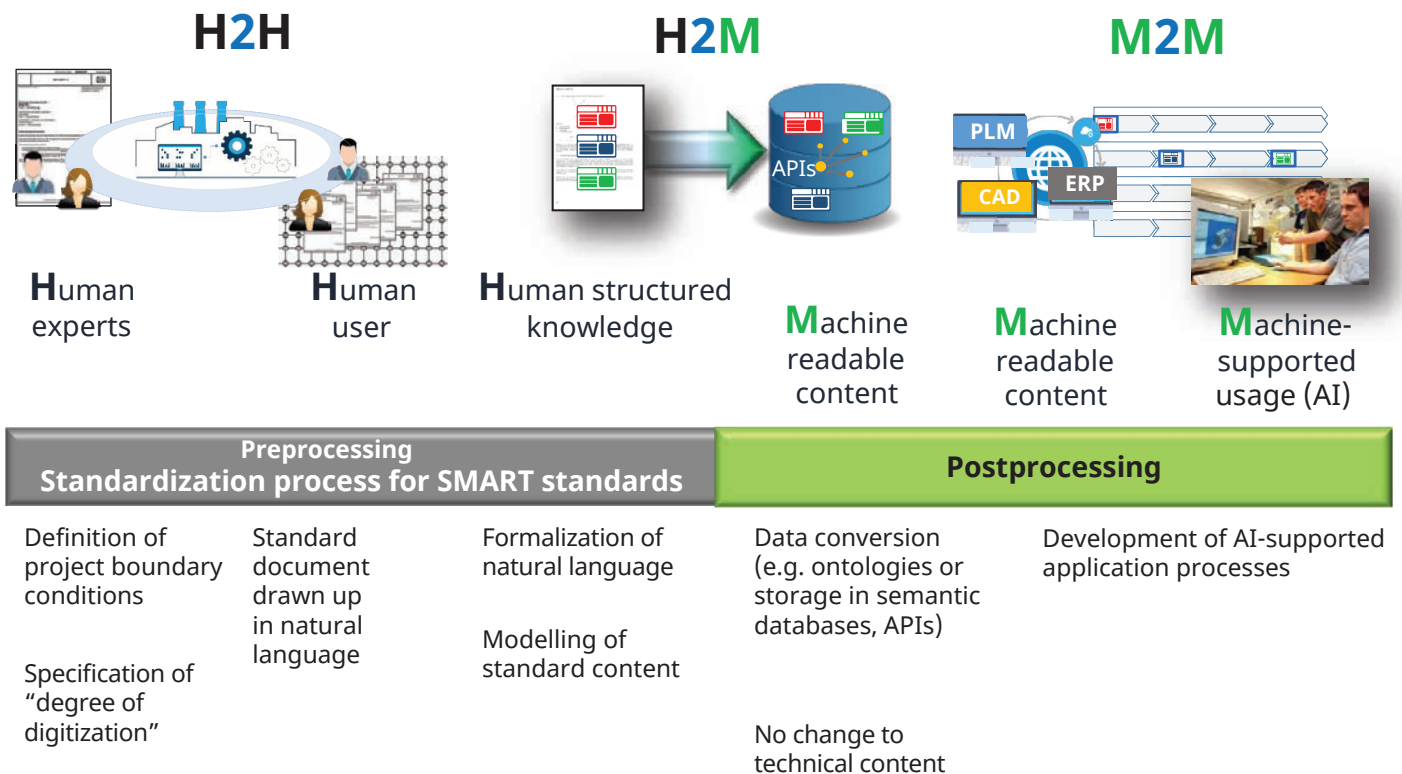 H2H
H2M
M2M
APIs
PLM
CAD
ERP
Human
experts
Human
user
Human structured
knowledge
Machine
readable
content
Machine
readable
content
Machine-
supported
usage (AI)
Preprocessing
Standardization process for SMART standards
Postprocessing
Definition of
project boundary
conditions
Specification of
“degree of
digitization”
Standard
document
drawn up
in natural
language
Formalization of
natural language
Modelling of
standard content
Data conversion
(e.g. ontologies or
storage in semantic
databases, APIs)
No change to
technical content
Development of AI-supported
application processes